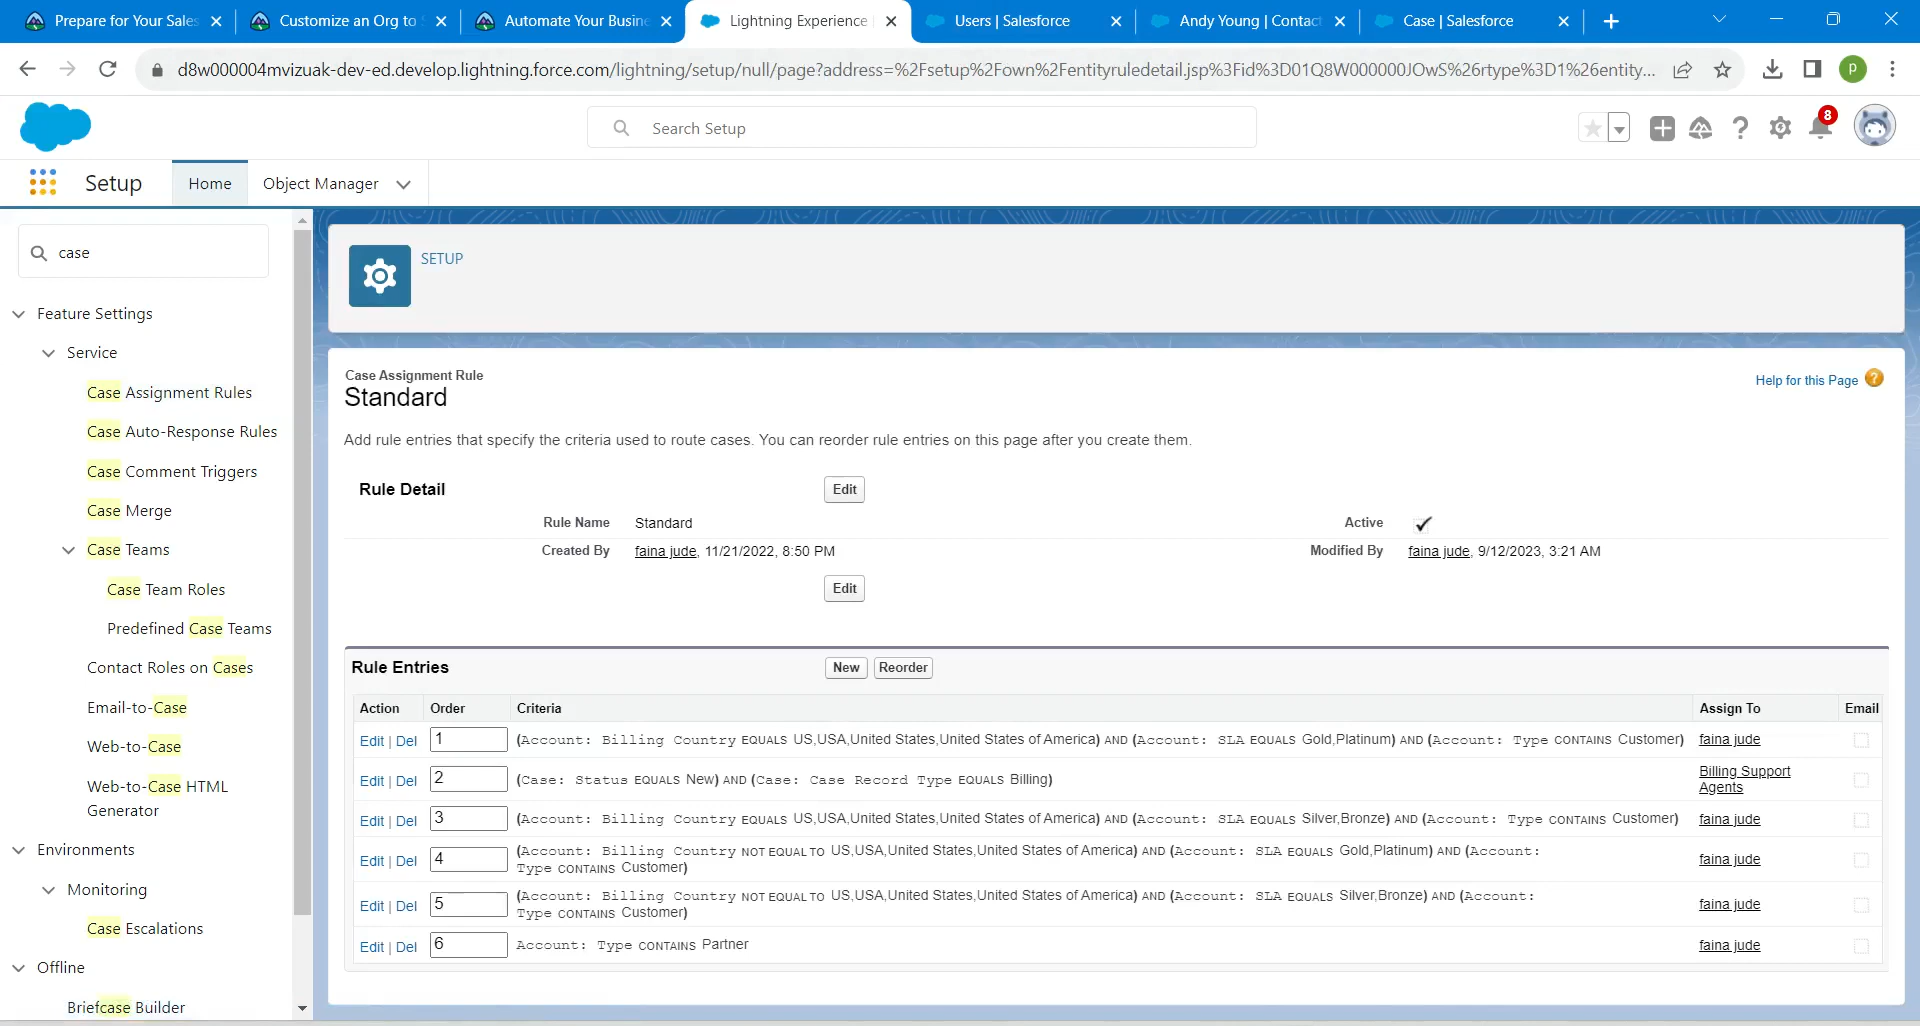 Prepare for Your Sales
Customize an Org to
Automate Your Busin
Lightning Experience
Users | Salesforce
Andy Young | Contact
Case | Salesforce
d8w000004mvizuak-dev-ed.develop.lightning.force.com/lightning/setup/null/page?address=%2Fsetup%2Fown%2Fentityruledetail.jsp%3Fid%3D01Q8W000000JOwS%26rtype%3D1%26entity...
p
Search Setup
8
Setup
Home
Object Manager
case
Feature Settings
Service
Case Assignment Rules
Case Auto-Response Rules
Case Comment Triggers
Case Merge
Case Teams
Case Team Roles
Predefined Case Teams
Contact Roles on Cases
Email-to-Case
Web-to-Case
Web-to-Case HTML
Generator
Environments
Monitoring
Case Escalations
Offline
Briefcase Builder
SETUP
Case Assignment Rule
Standard
Help for this Page ?
Add rule entries that specify the criteria used to route cases. You can reorder rule entries on this page after you create them.
Rule Detail
Edit
Rule Name Standard
Active
Created By faina jude, 11/21/2022, 8:50 PM
Modified By faina jude, 9/12/2023, 3:21 AM
Edit
Rule Entries
New Reorder
Action Order Criteria Assign To Email
Edit | Del 1 (Account: Billing Country EQUALS US,USA,United States,United States of America) AND (Account: SLA EQUALS Gold,Platinum) AND (Account: Type CONTAINS Customer) faina jude
Edit | Del 2 (Case: Status EQUALS New) AND (Case: Case Record Type EQUALS Billing) Billing Support
Agents
Edit | Del 3 (Account: Billing Country EQUALS US,USA,United States,United States of America) AND (Account: SLA EQUALS Silver,Bronze) AND (Account: Type CONTAINS Customer) faina jude
Edit | Del 4 (Account: Billing Country NOT EQUAL TO US,USA,United States,United States of America) AND (Account: SLA EQUALS Gold,Platinum) AND (Account:
Type CONTAINS Customer) faina jude
Edit | Del 5 (Account: Billing Country NOT EQUAL TO US,USA,United States,United States of America) AND (Account: SLA EQUALS Silver,Bronze) AND (Account:
Type CONTAINS Customer) faina jude
Edit | Del 6 Account: Type CONTAINS Partner faina jude